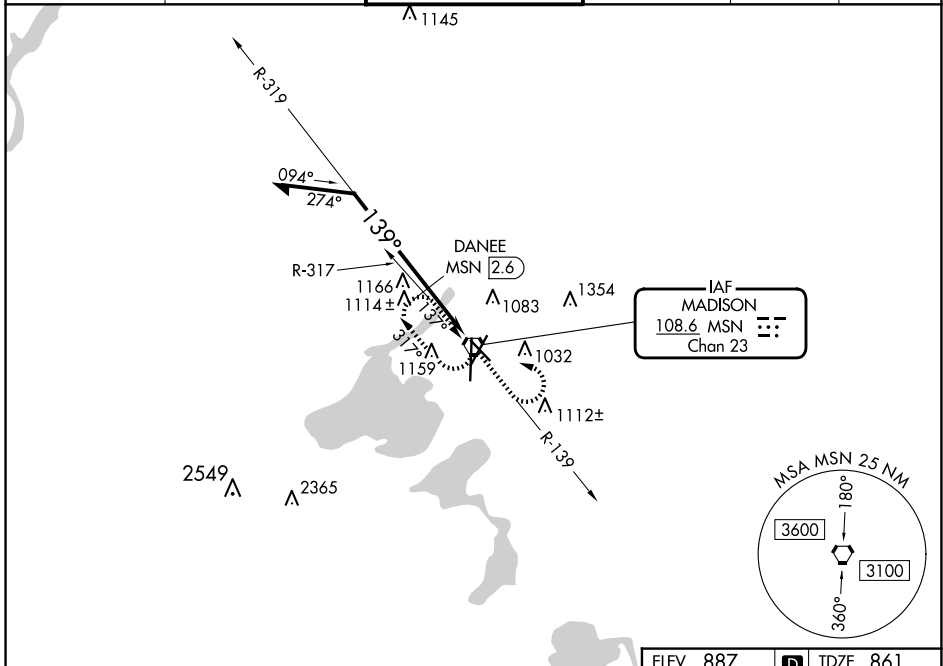 1145
R-319
094°
274°
139°
DANEE
MSN 2.6
R-317
1166
1114±
137°
1083
1354
IAF
MADISON
108.6 MSN
Chan 23
317°
1159
1032
1112±
R-139
2549
2365
MSA MSN 25 NM
180°
3600
3100
360°
ELEV 887
D
TDZE 861